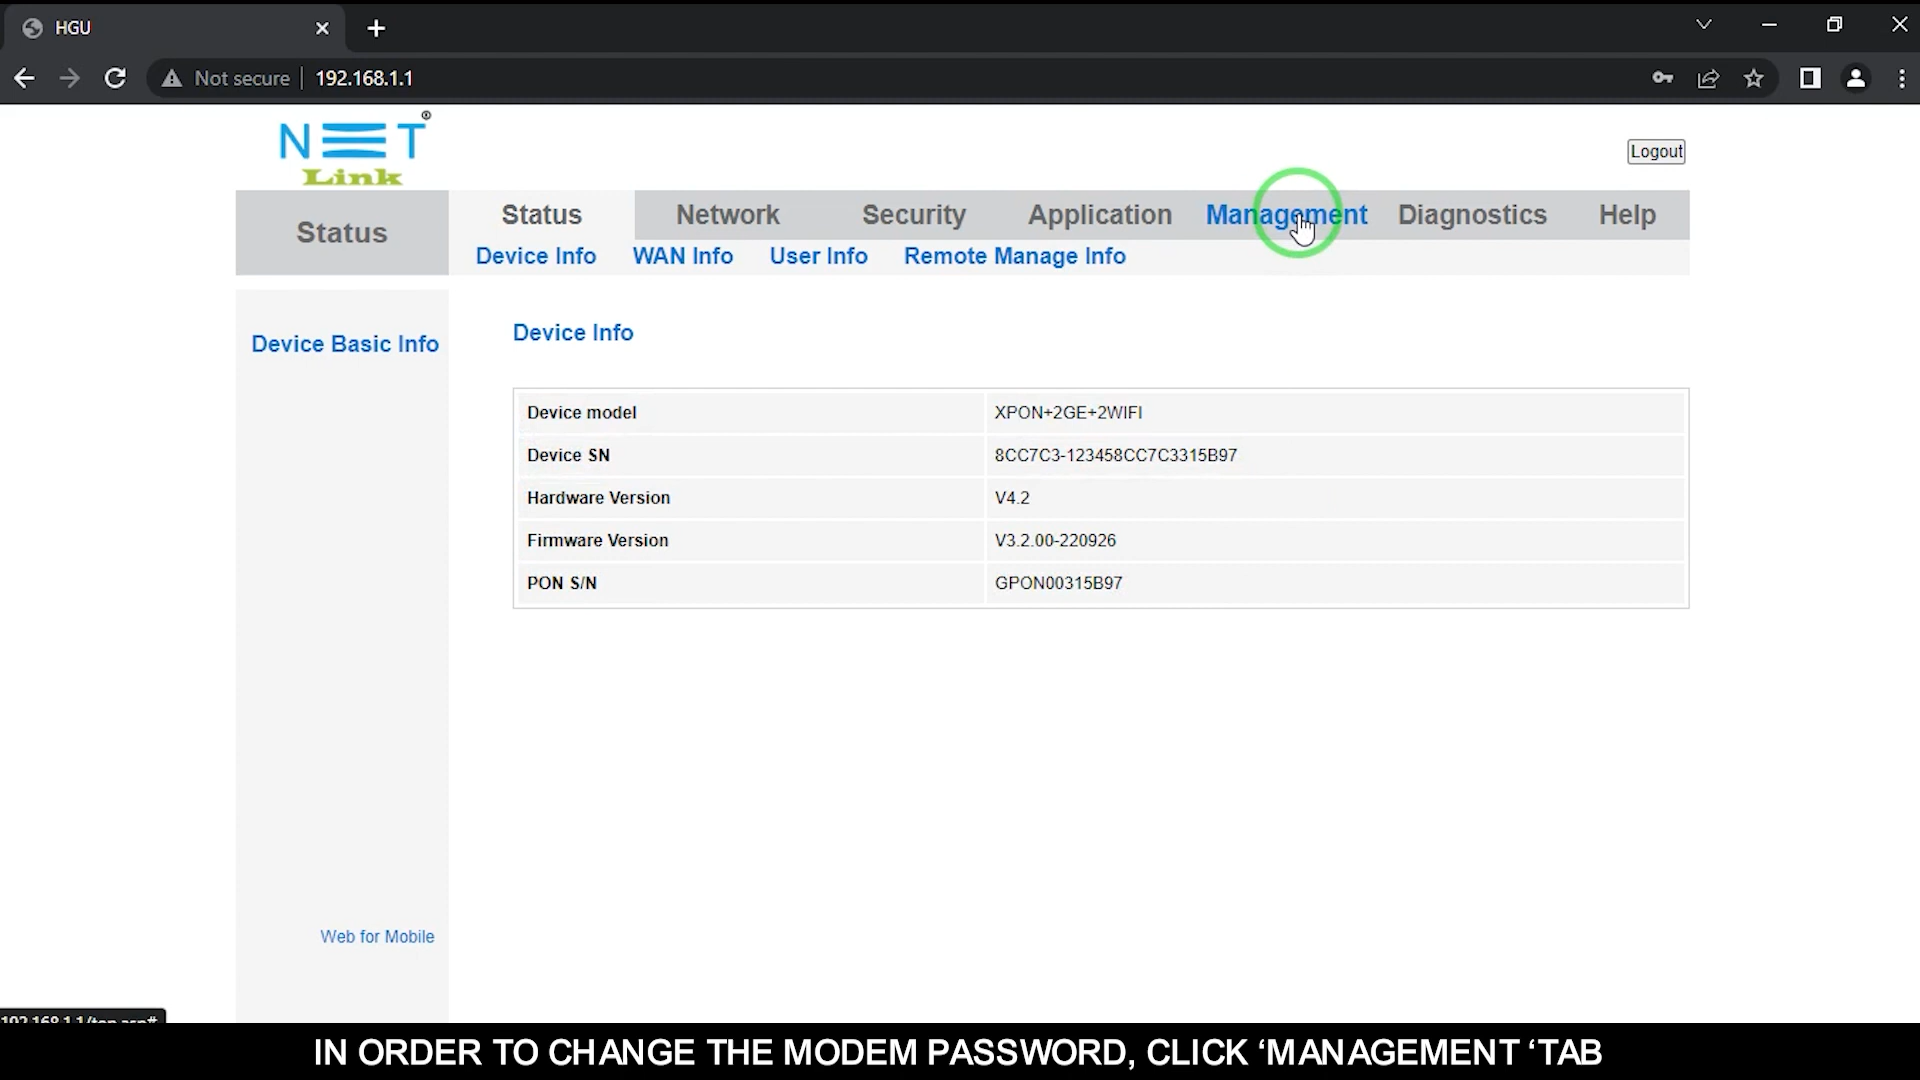 HGU
Not secure 192.168.1.1
NET®
Link
Logout
Status
Status Network Security Application Management Diagnostics Help
Device Info WAN Info User Info Remote Manage Info
Device Basic Info
Device Info
Device model XPON+2GE+2WIFI
Device SN 8CC7C3-123458CC7C3315B97
Hardware Version V4.2
Firmware Version V3.2.00-220926
PON S/N GPON00315B97
Web for Mobile
IN ORDER TO CHANGE THE MODEM PASSWORD, CLICK ‘MANAGEMENT ‘TAB